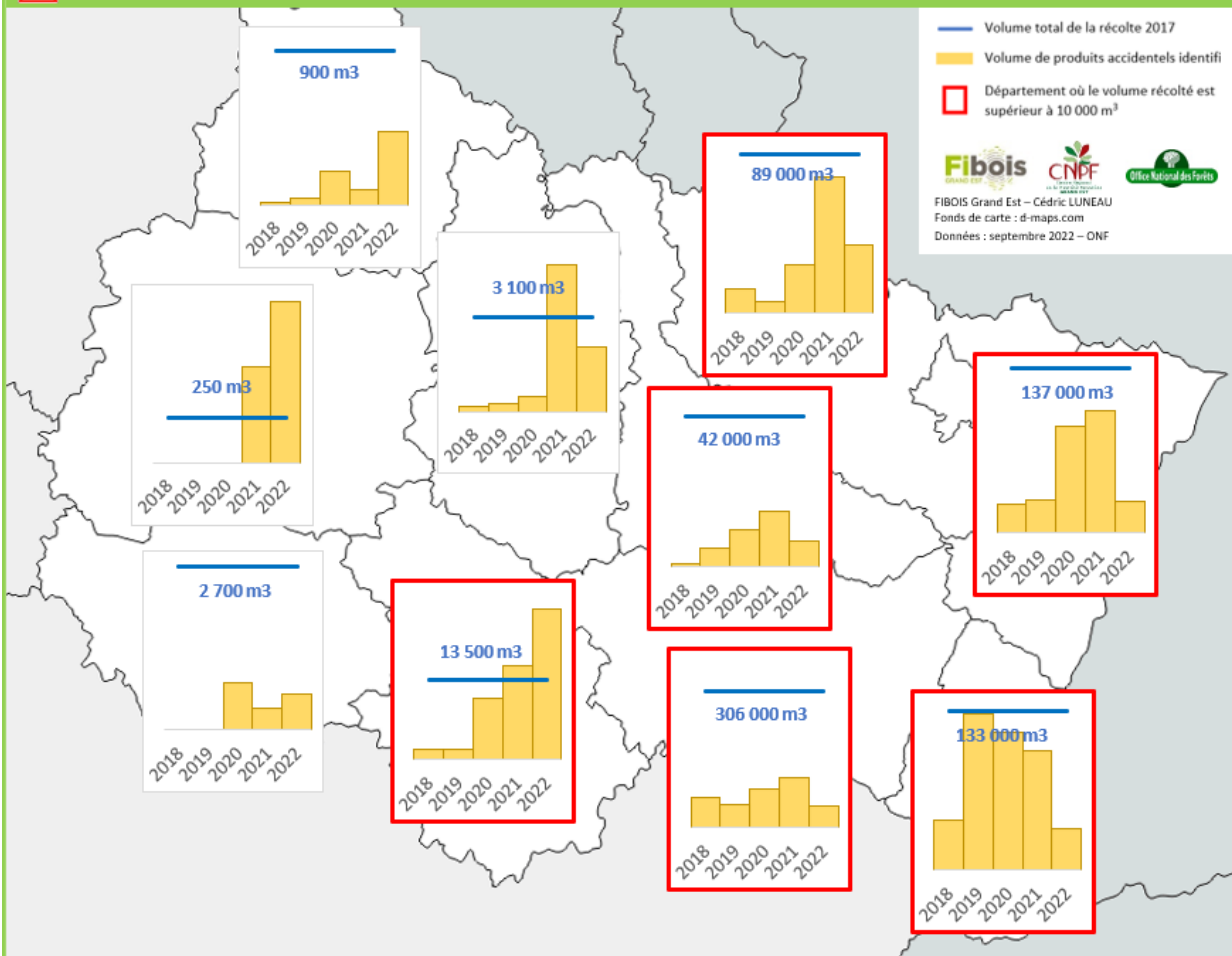 Volume total de la récolte 2017
Volume de produits accidentels identifi
Département où le volume récolté est
supérieur à 10 000 m³
Fibois
GRAND EST
CNPF
Office National des Forêts
FIBOIS Grand Est – Cédric LUNEAU
Fonds de carte : d-maps.com
Données : septembre 2022 – ONF
900 m3
2018 2019 2020 2021 2022
89 000 m3
2018 2019 2020 2021 2022
3 100 m3
2018 2019 2020 2021 2022
250 m3
2018 2019 2020 2021 2022
137 000 m3
2018 2019 2020 2021 2022
42 000 m3
2018 2019 2020 2021 2022
2 700 m3
2018 2019 2020 2021 2022
13 500 m3
2018 2019 2020 2021 2022
306 000 m3
2018 2019 2020 2021 2022
133 000 m3
2018 2019 2020 2021 2022